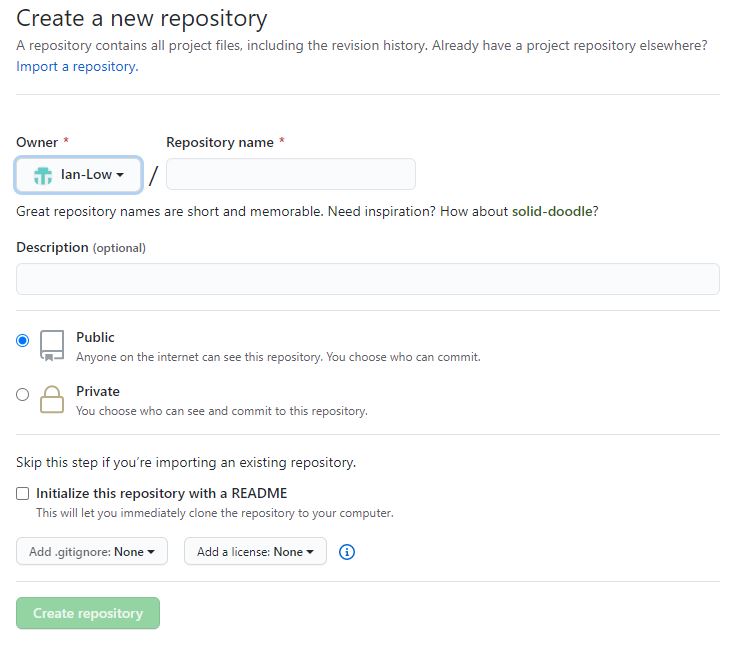 Create a new repository
A repository contains all project files, including the revision history. Already have a project repository elsewhere?
Import a repository.
Owner * Repository name *
Ian-Low /
Great repository names are short and memorable. Need inspiration? How about solid-doodle?
Description (optional)
Public
Anyone on the internet can see this repository. You choose who can commit.
Private
You choose who can see and commit to this repository.
Skip this step if you’re importing an existing repository.
Initialize this repository with a README
This will let you immediately clone the repository to your computer.
Add .gitignore: None Add a license: None
Create repository